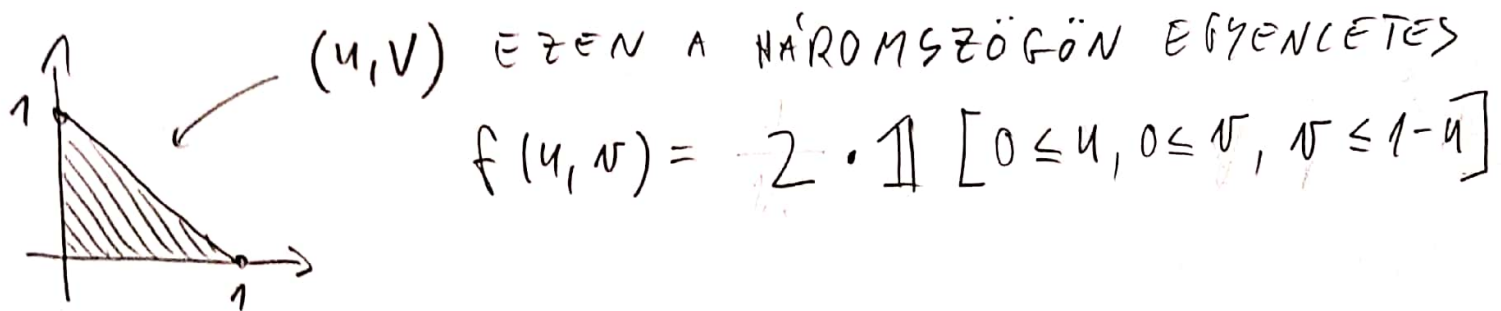 (U,V) EZEN A HÁROMSZÖGÖN EGYENLETES
1
f(u,v) = 2 · 𝟙 [0 ≤ u, 0 ≤ v, v ≤ 1-u]
1